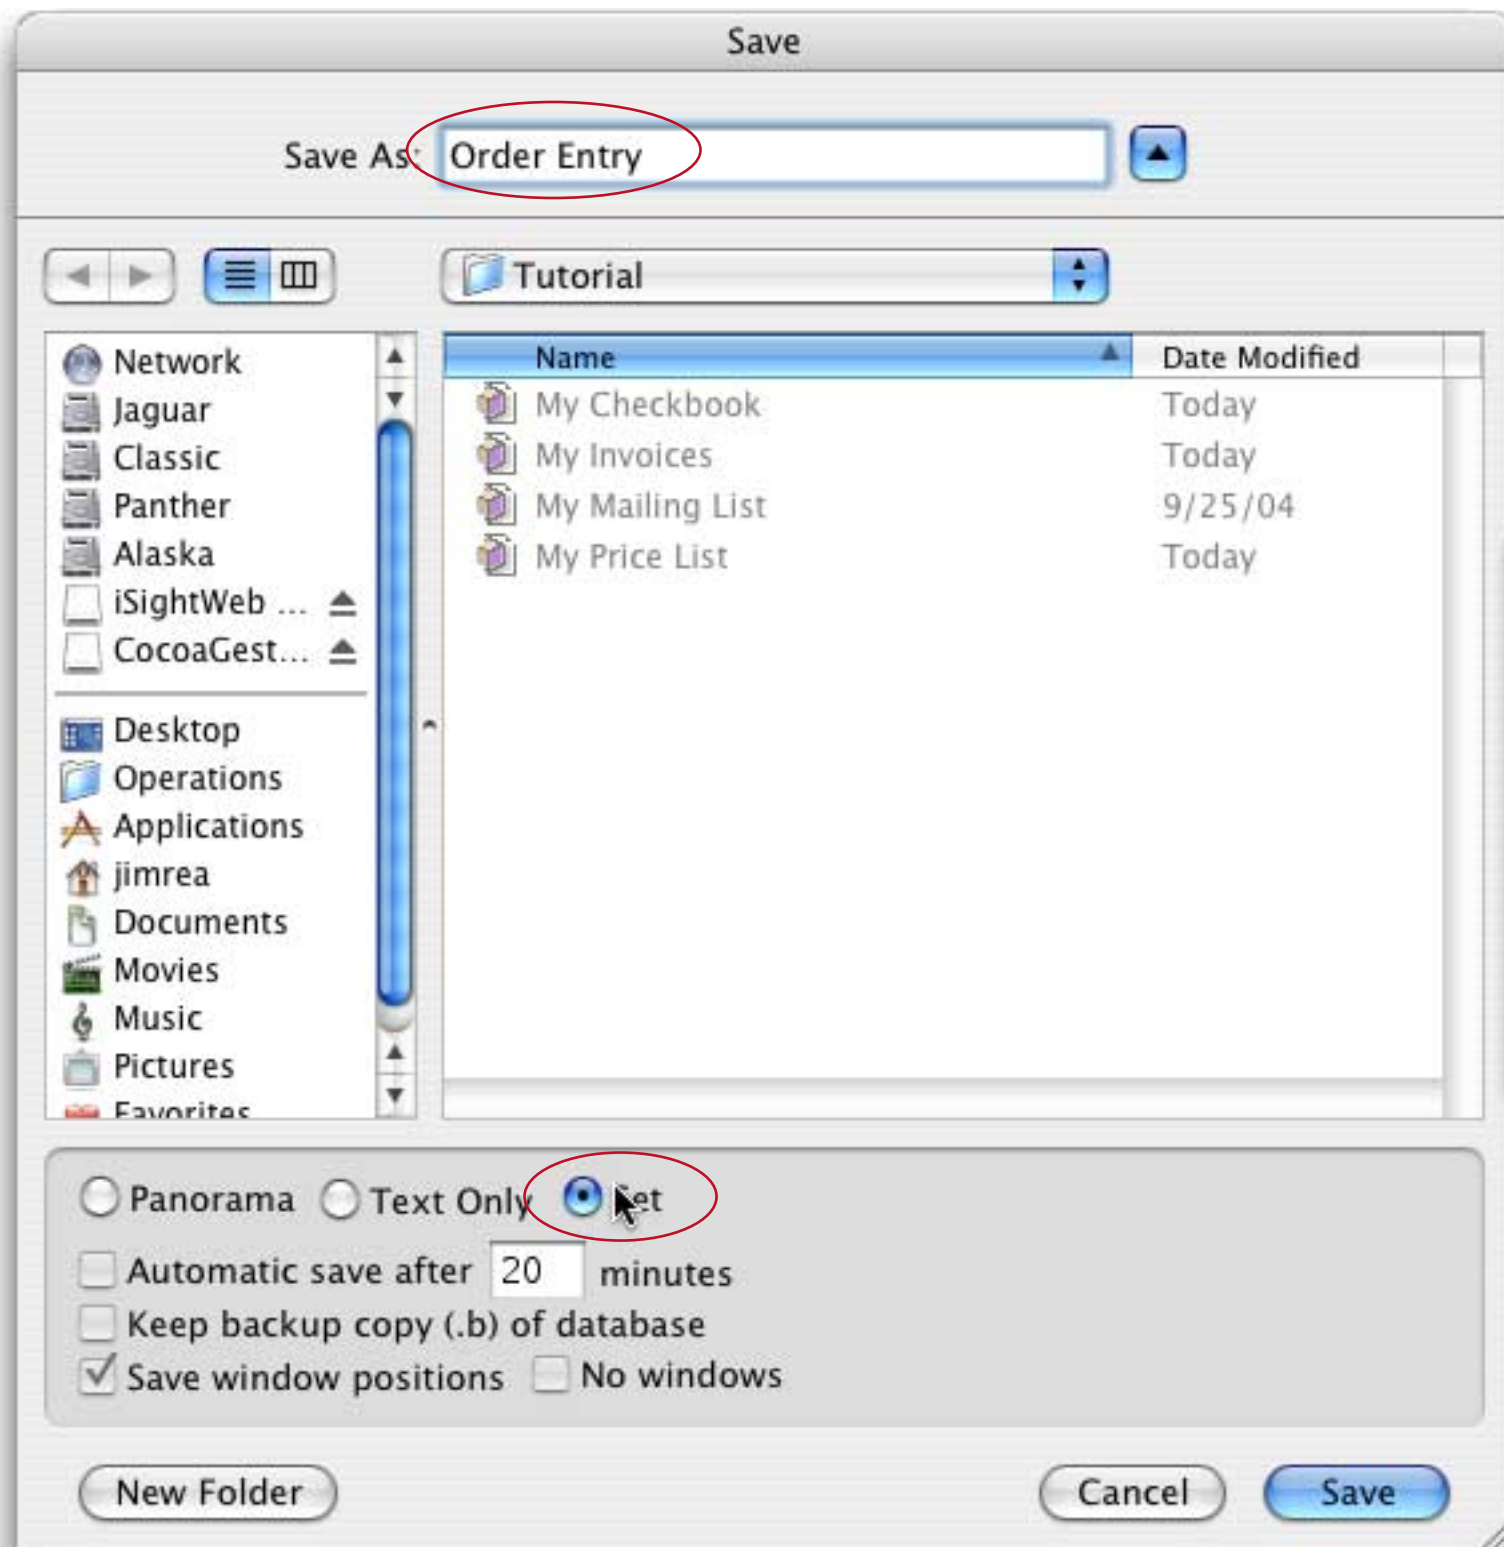 Save
Save As: Order Entry
Tutorial
Name Date Modified
Network
Jaguar
Classic
Panther
Alaska
iSightWeb ...
CocoaGest...
Desktop
Operations
Applications
jimrea
Documents
Movies
Music
Pictures
Favorites
My Checkbook Today
My Invoices Today
My Mailing List 9/25/04
My Price List Today
Panorama Text Only Set
Automatic save after 20 minutes
Keep backup copy (.b) of database
Save window positions No windows
New Folder Cancel Save